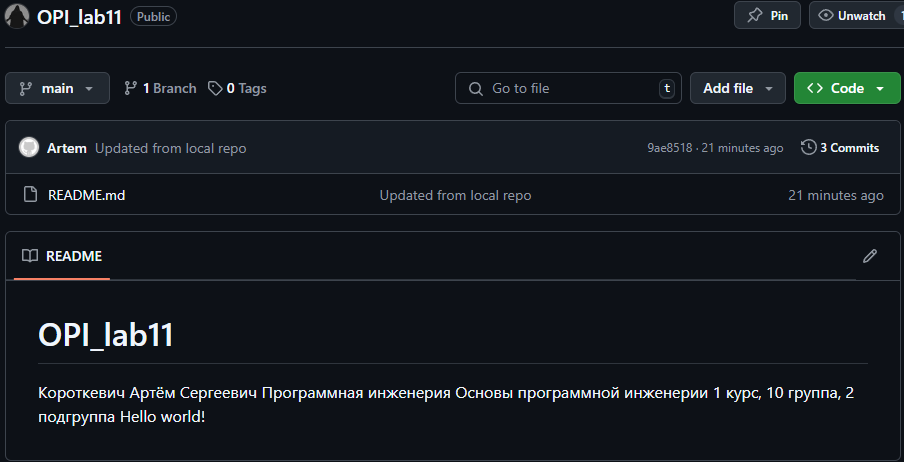 OPI_lab11 Public Pin Unwatch 1
main 1 Branch 0 Tags Go to file t Add file Code
Artem Updated from local repo 9ae8518 · 21 minutes ago 3 Commits
README.md Updated from local repo 21 minutes ago
README
OPI_lab11
Короткевич Артём Сергеевич Программная инженерия Основы программной инженерии 1 курс, 10 группа, 2
подгруппа Hello world!